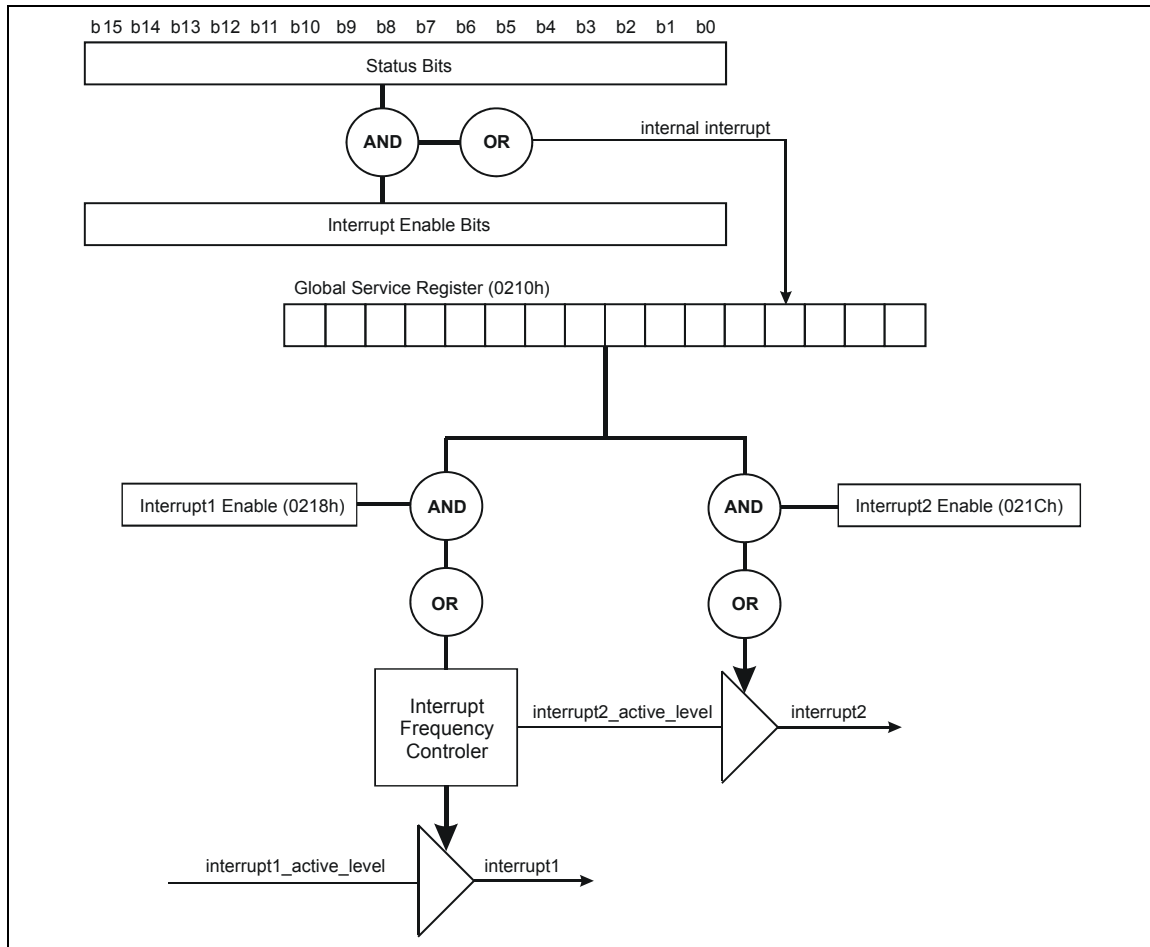 b15 b14 b13 b12 b11 b10 b9 b8 b7 b6 b5 b4 b3 b2 b1 b0
Status Bits
internal interrupt
AND OR
Interrupt Enable Bits
Global Service Register (0210h)
Interrupt1 Enable (0218h) AND AND Interrupt2 Enable (021Ch)
OR OR
Interrupt
Frequency
Controler
interrupt2_active_level interrupt2
interrupt1_active_level interrupt1